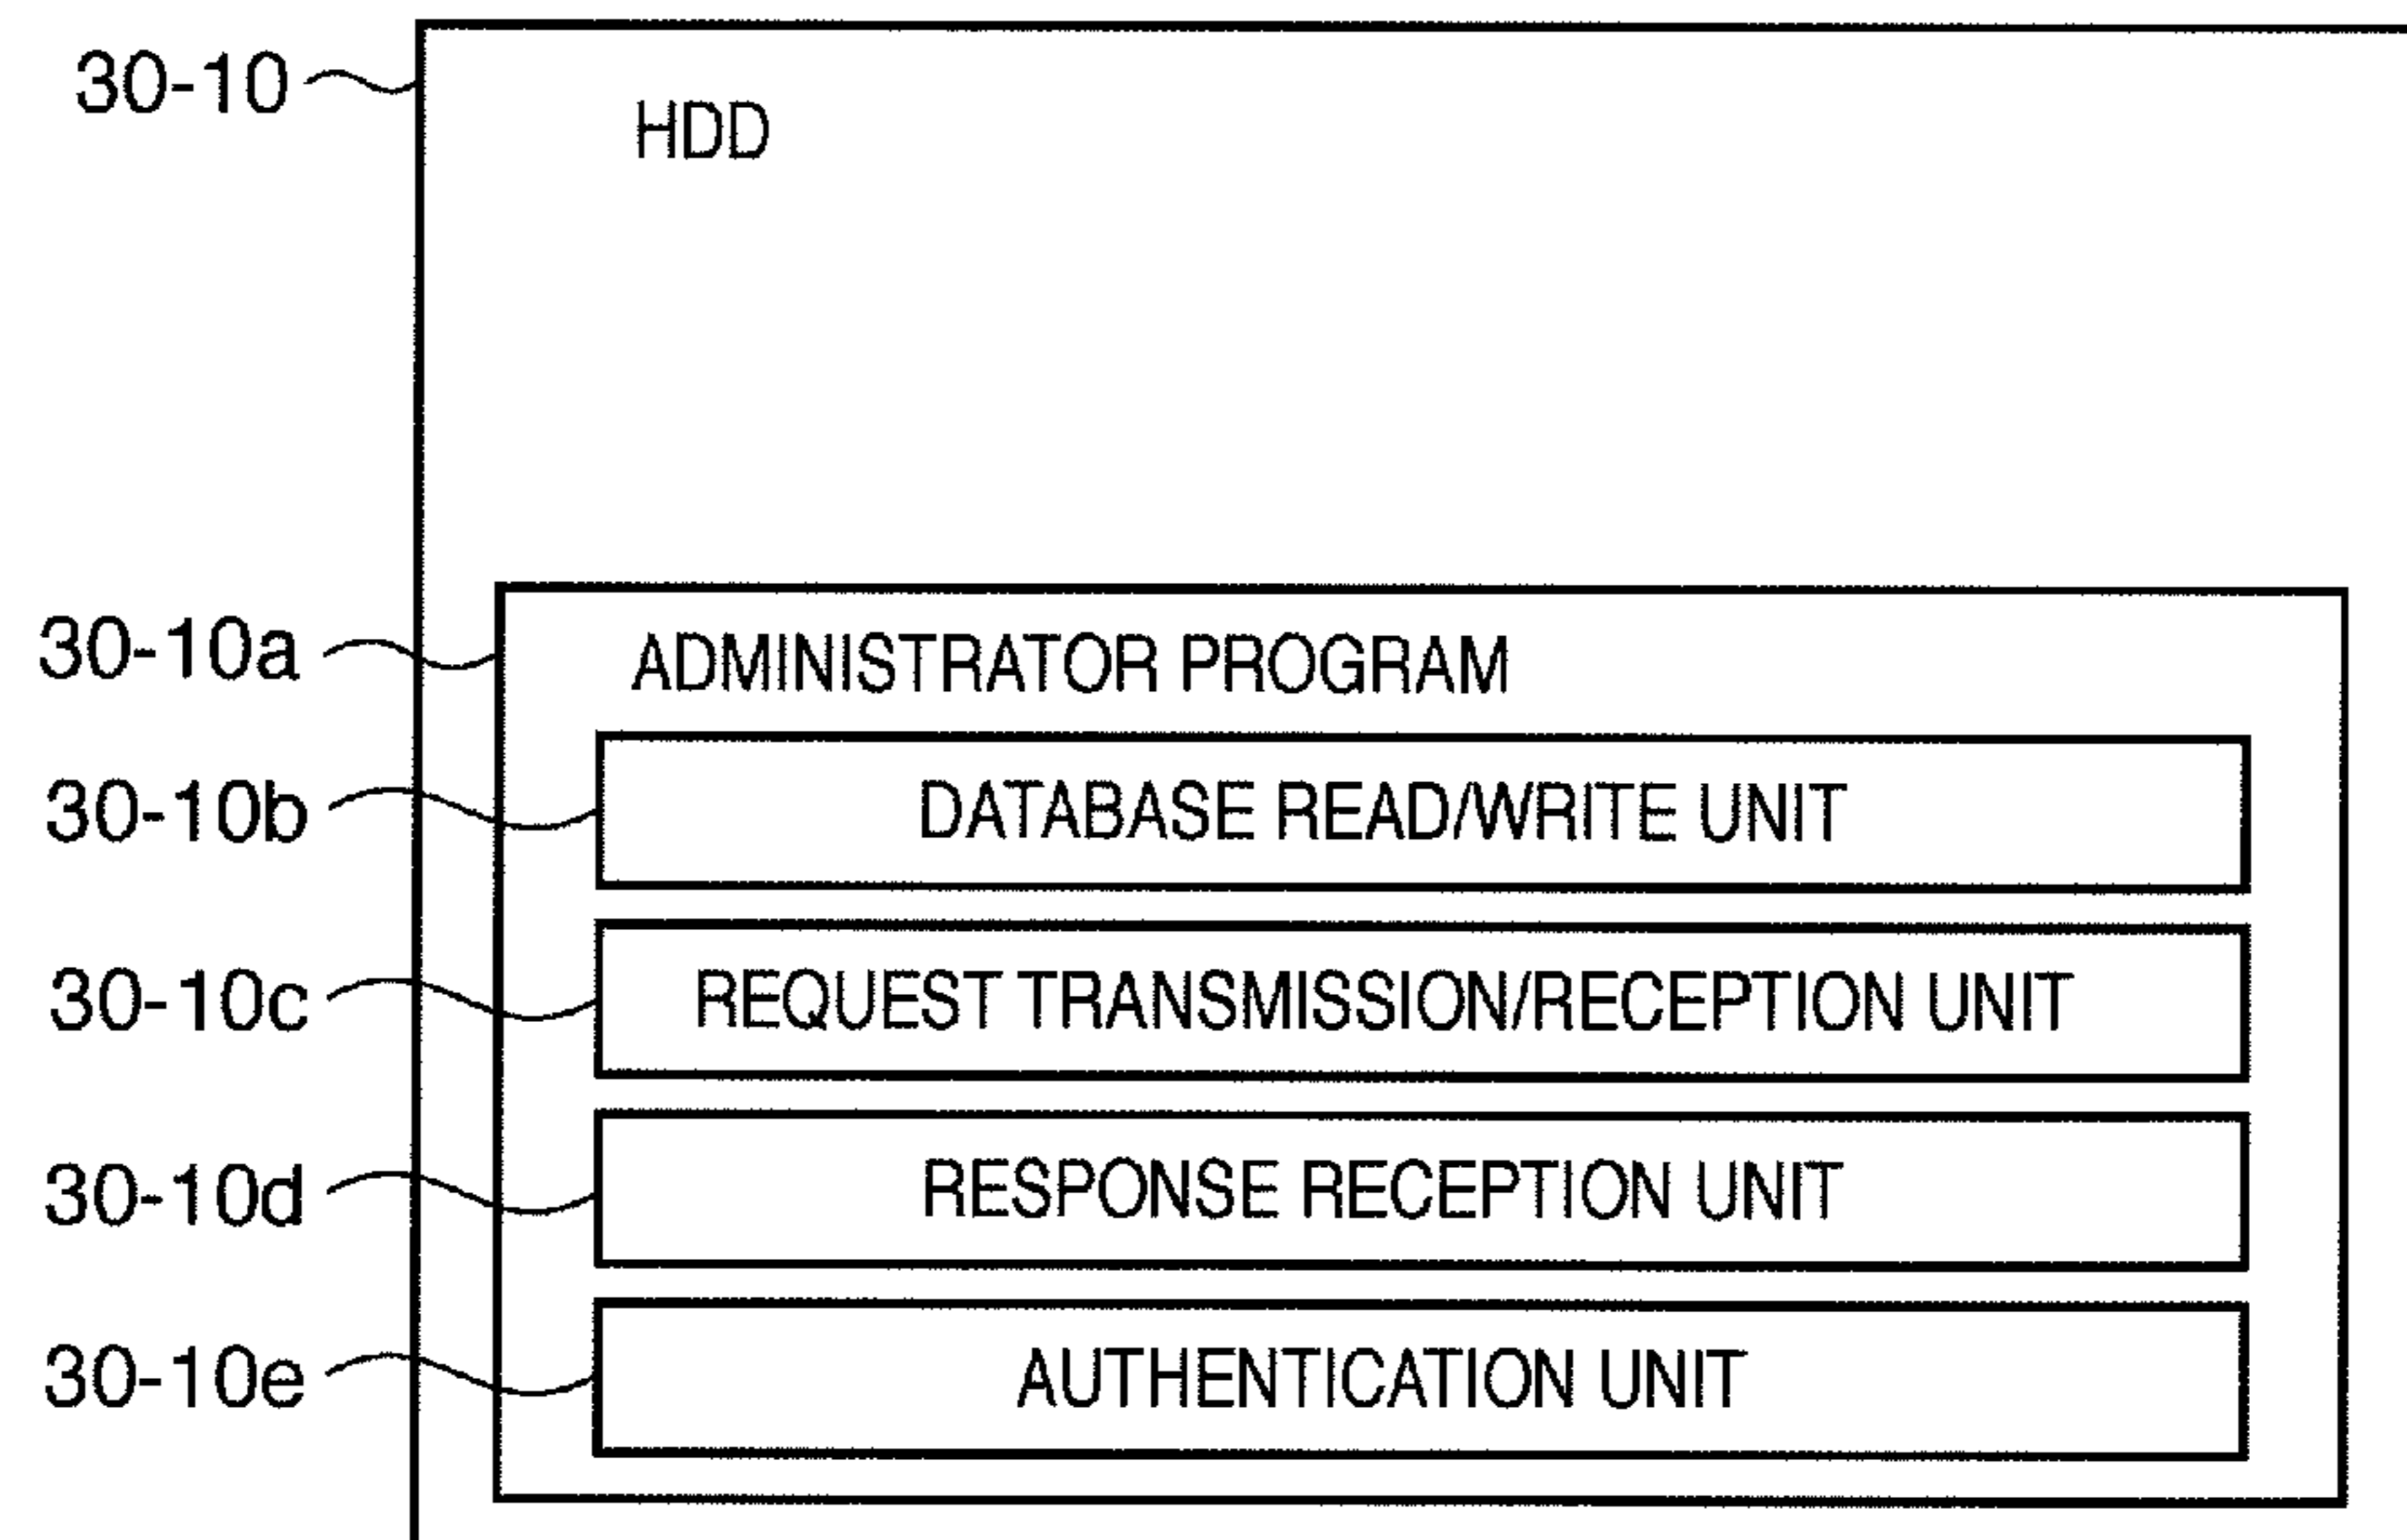 30-10
HDD
30-10a
ADMINISTRATOR PROGRAM
30-10b
DATABASE READ/WRITE UNIT
30-10c
REQUEST TRANSMISSION/RECEPTION UNIT
30-10d
RESPONSE RECEPTION UNIT
30-10e
AUTHENTICATION UNIT